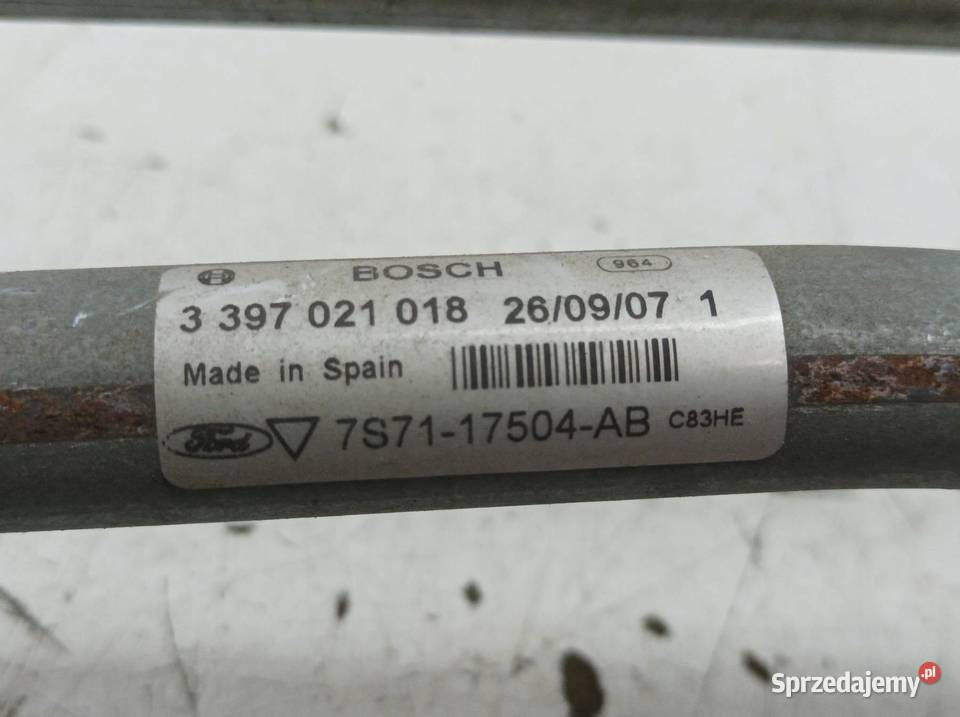 BOSCH 964
3 397 021 018 26/09/07 1
Made in Spain
Ford 7S71-17504-AB C83HE
Sprzedajemy.pl